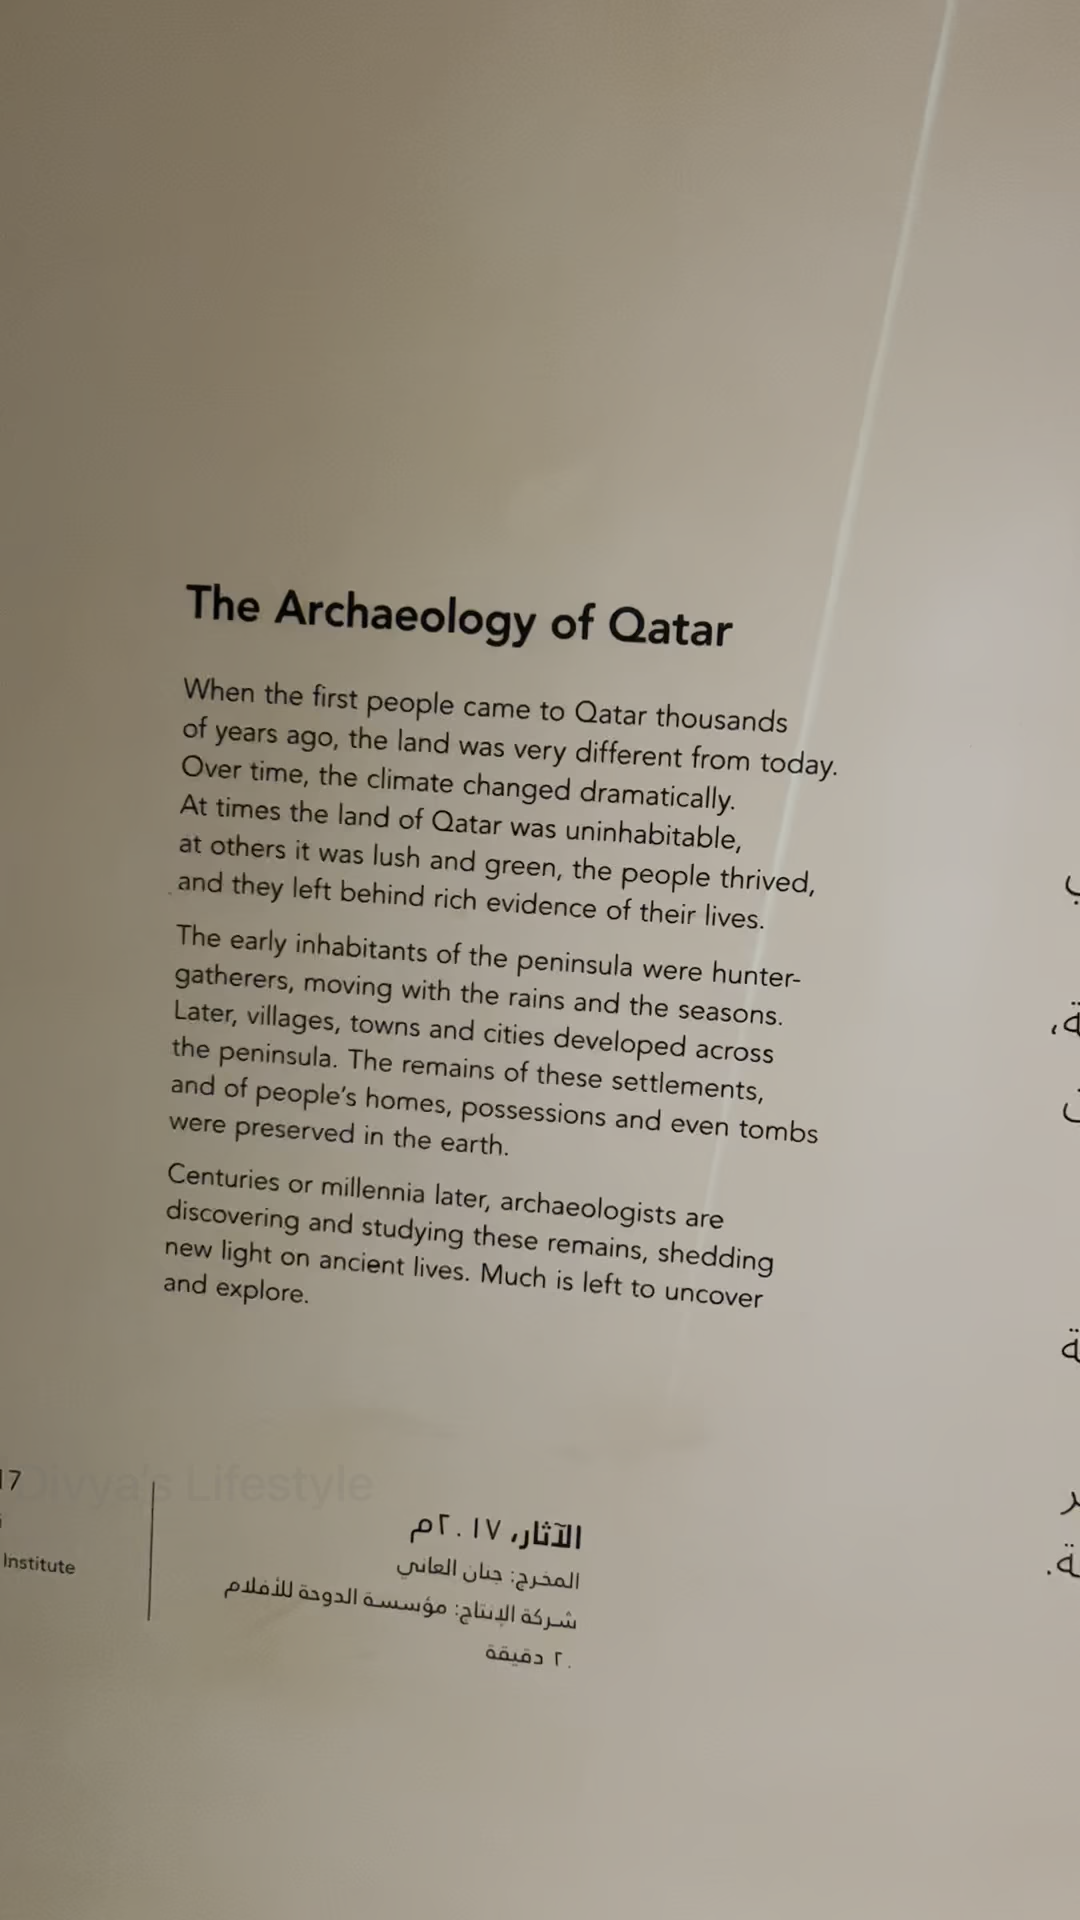 The Archaeology of Qatar
When the first people came to Qatar thousands
of years ago, the land was very different from today.
Over time, the climate changed dramatically.
At times the land of Qatar was uninhabitable,
at others it was lush and green, the people thrived,
and they left behind rich evidence of their lives.
The early inhabitants of the peninsula were hunter-
gatherers, moving with the rains and the seasons.
Later, villages, towns and cities developed across
the peninsula. The remains of these settlements,
and of people's homes, possessions and even tombs
were preserved in the earth.
Centuries or millennia later, archaeologists are
discovering and studying these remains, shedding
new light on ancient lives. Much is left to uncover
and explore.
Divya's Lifestyle
17
Institute
الآثار، ٢٠١٧م
المخرج: جنان العاني
شركة الإنتاج: مؤسسة الدوحة للأفلام
٢٠ دقيقة